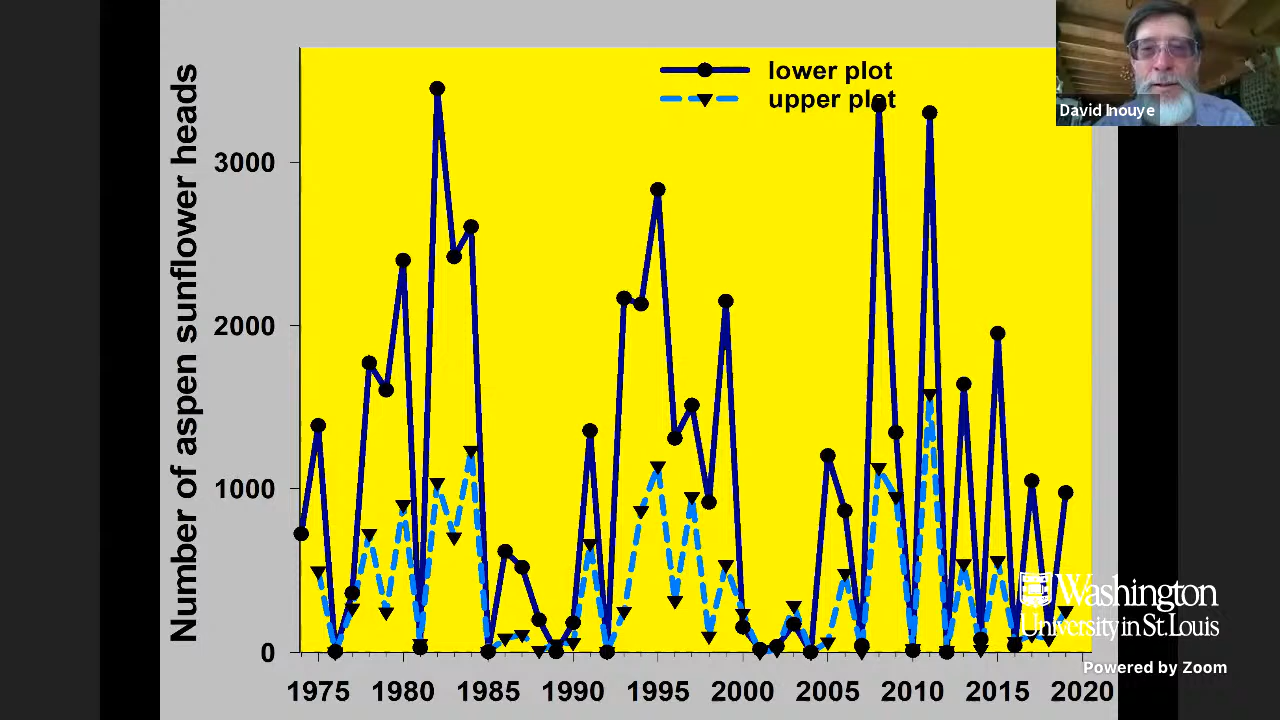 lower plot
upper plot
David Inouye
Number of aspen sunflower heads
3000
2000
1000
0
1975 1980 1985 1990 1995 2000 2005 2010 2015 2020
Washington
University in St. Louis
Powered by Zoom